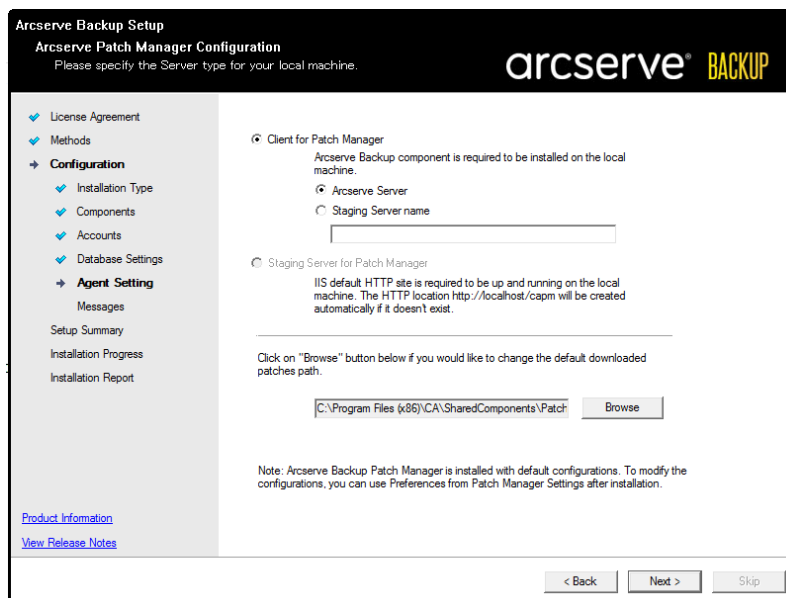 Arcserve Backup Setup
Arcserve Patch Manager Configuration
Please specify the Server type for your local machine.
arcserve® BACKUP
License Agreement
Methods
Configuration
Installation Type
Components
Accounts
Database Settings
Agent Setting
Messages
Setup Summary
Installation Progress
Installation Report
Product Information
View Release Notes
Client for Patch Manager
Arcserve Backup component is required to be installed on the local
machine.
Arcserve Server
Staging Server name
Staging Server for Patch Manager
IIS default HTTP site is required to be up and running on the local
machine. The HTTP location http://localhost/capm will be created
automatically if it doesn't exist.
Click on "Browse" button below if you would like to change the default downloaded
patches path.
C:\Program Files (x86)\CA\SharedComponents\Patch
Browse
Note: Arcserve Backup Patch Manager is installed with default configurations. To modify the
configurations, you can use Preferences from Patch Manager Settings after installation.
< Back
Next >
Skip